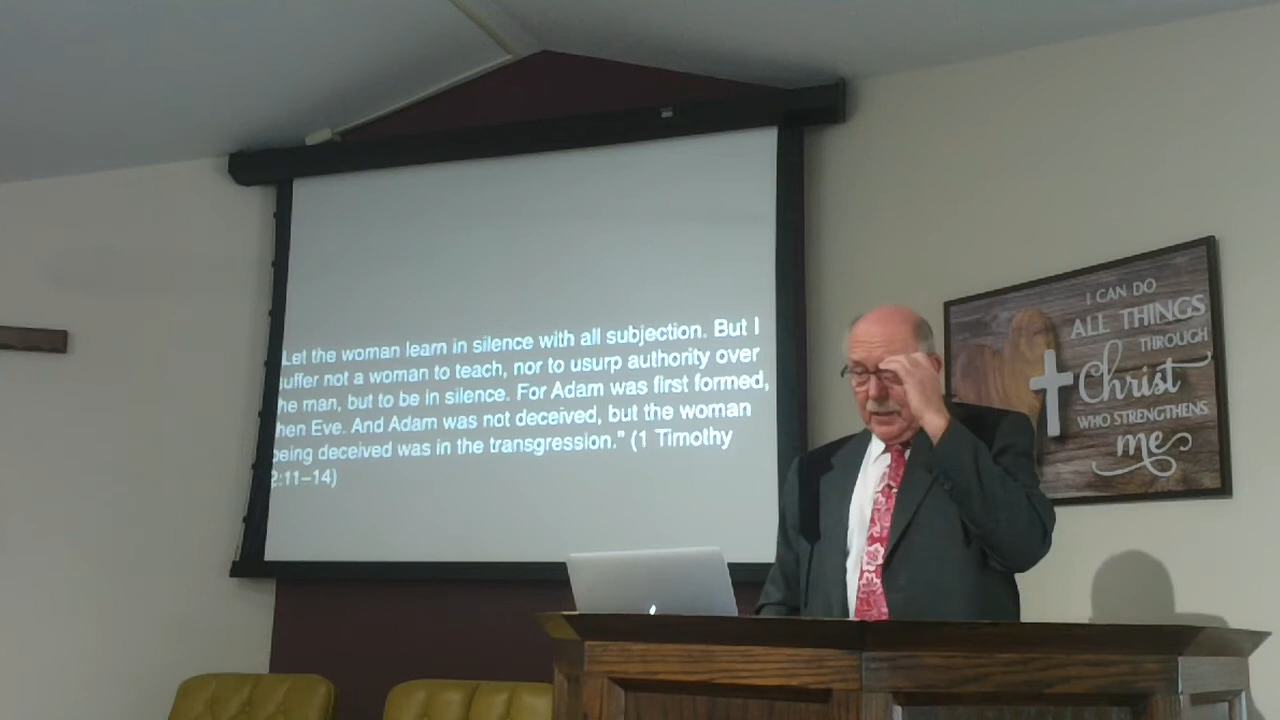 Let the woman learn in silence with all subjection. But I
suffer not a woman to teach, nor to usurp authority over
the man, but to be in silence. For Adam was first formed,
then Eve. And Adam was not deceived, but the woman
being deceived was in the transgression.” (1 Timothy
2:11–14)
I CAN DO
ALL THINGS
THROUGH
Christ
WHO STRENGTHENS
me